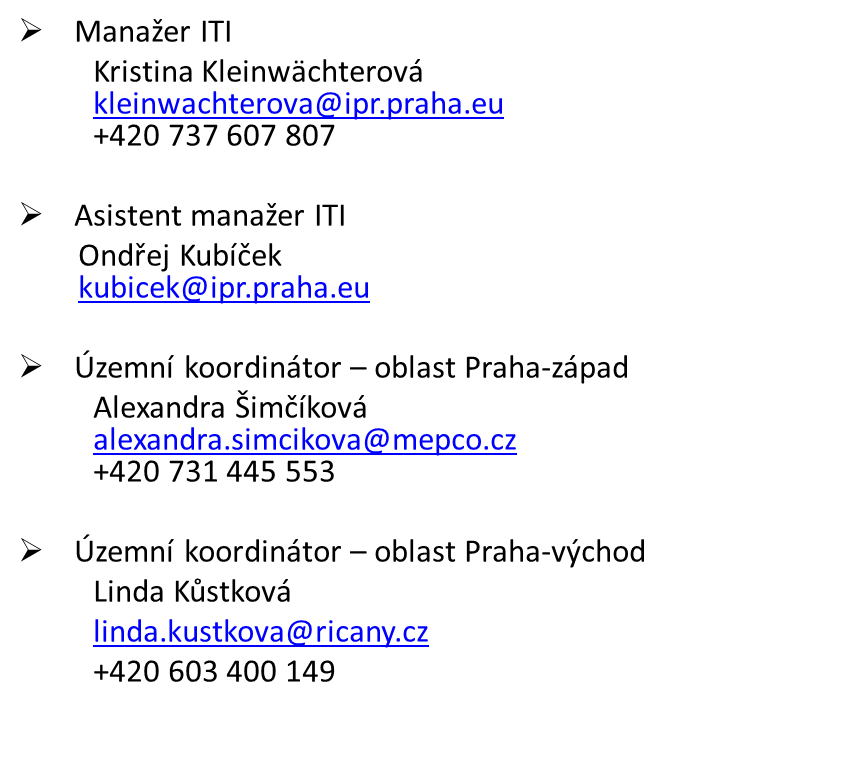 ➢ Manažer ITI
Kristina Kleinwächterová
kleinwachterova@ipr.praha.eu
+420 737 607 807
➢ Asistent manažer ITI
Ondřej Kubíček
kubicek@ipr.praha.eu
➢ Územní koordinátor – oblast Praha-západ
Alexandra Šimčíková
alexandra.simcikova@mepco.cz
+420 731 445 553
➢ Územní koordinátor – oblast Praha-východ
Linda Kůstková
linda.kustkova@ricany.cz
+420 603 400 149